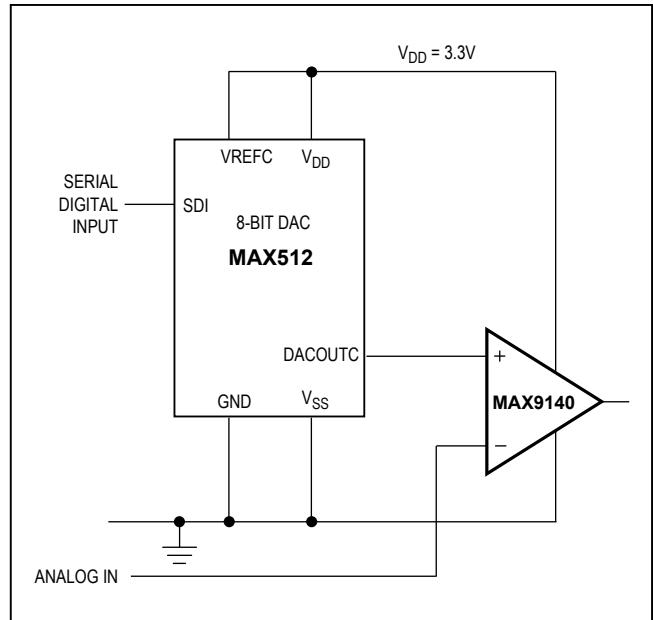 V_DD = 3.3V
VREFC V_DD
SERIAL
DIGITAL
INPUT
SDI
8-BIT DAC
MAX512
DACOUTC
+
MAX9140
−
GND V_SS
ANALOG IN